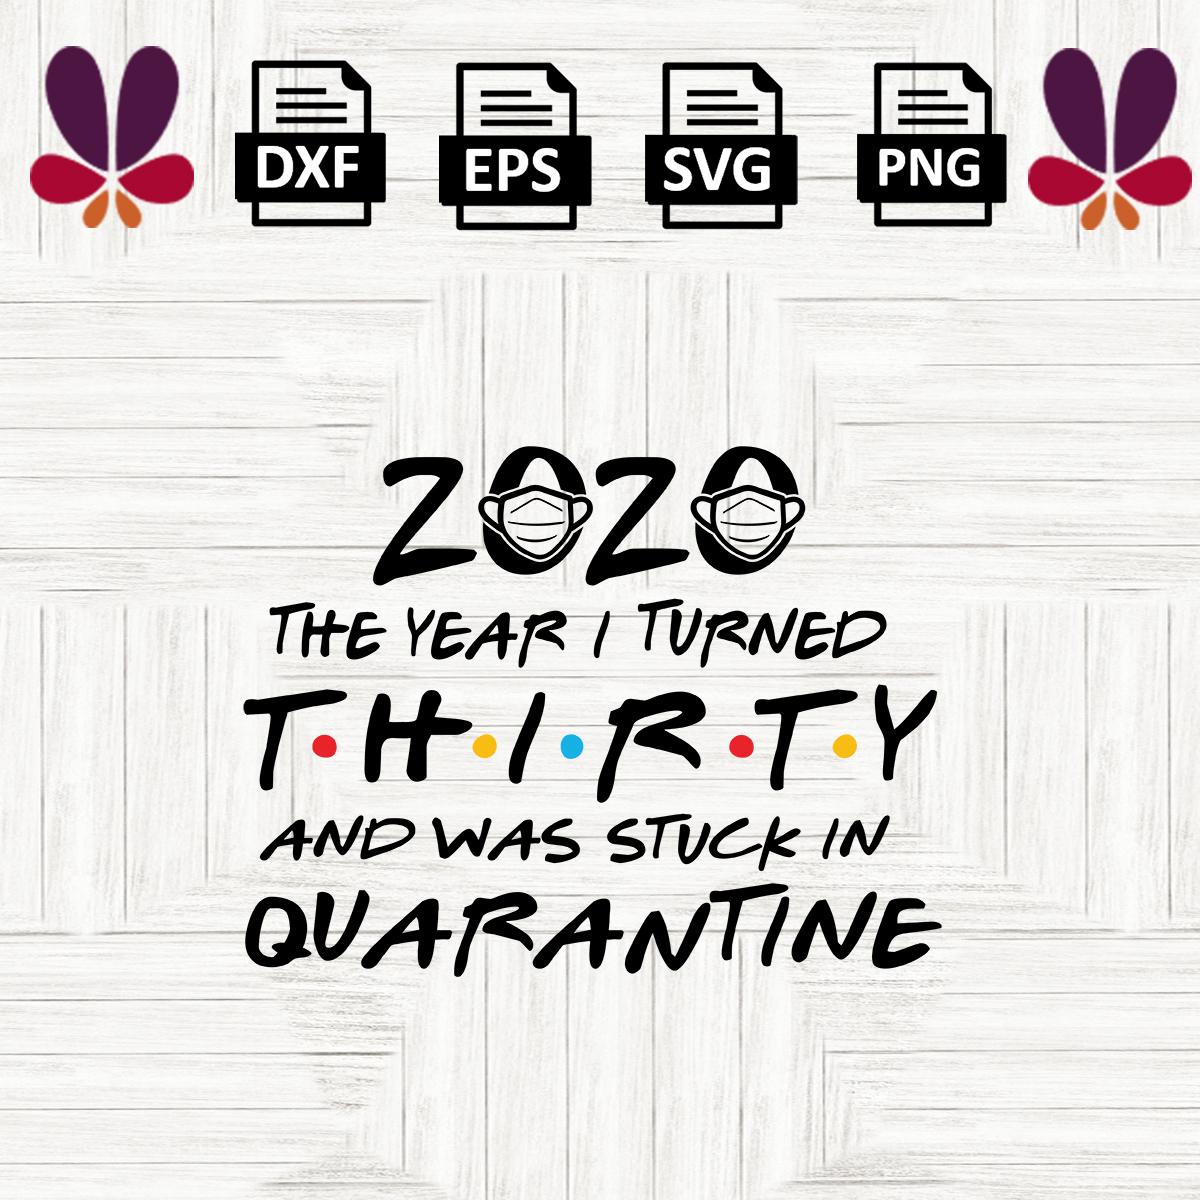 DXF EPS SVG PNG
2020
THE YEAR I TURNED
T•H•I•R•T•Y
AND WAS STUCK IN
QUARANTINE